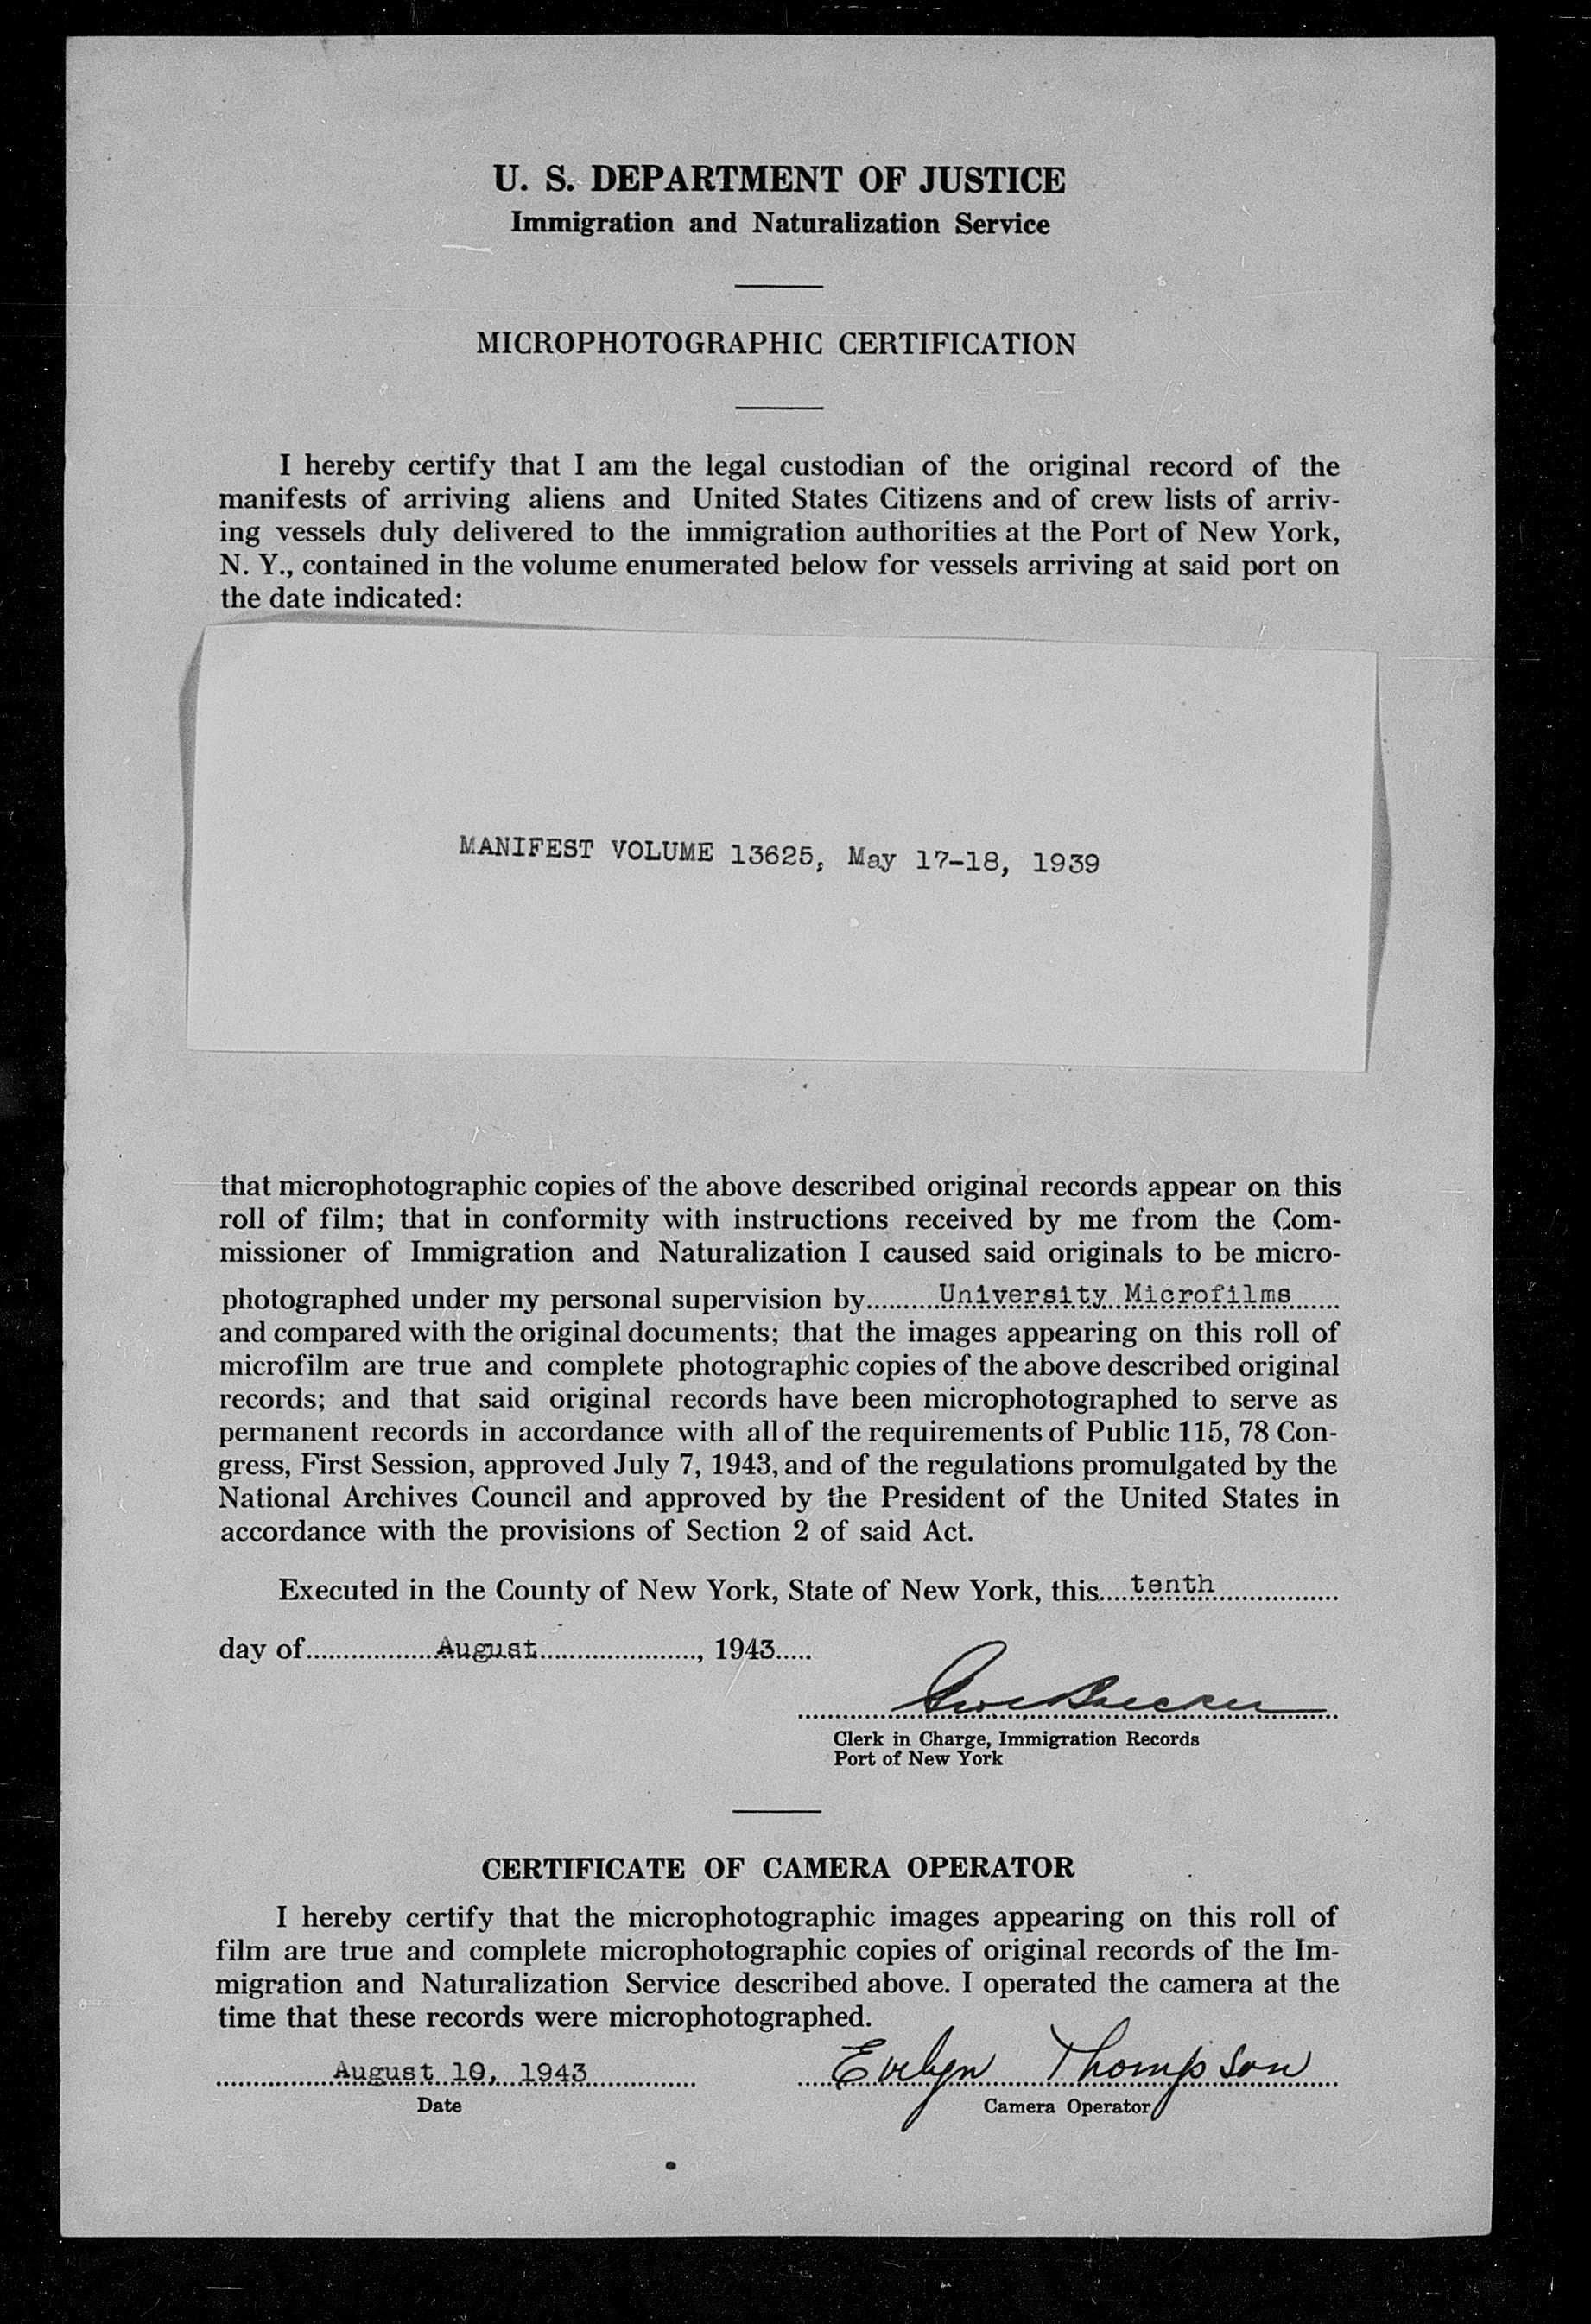 U. S. DEPARTMENT OF JUSTICE
Immigration and Naturalization Service
MICROPHOTOGRAPHIC CERTIFICATION
I hereby certify that I am the legal custodian of the original record of the
manifests of arriving aliens and United States Citizens and of crew lists of arriv-
ing vessels duly delivered to the immigration authorities at the Port of New York,
N. Y., contained in the volume enumerated below for vessels arriving at said port on
the date indicated:
MANIFEST VOLUME 13625, May 17-18, 1939
that microphotographic copies of the above described original records appear on this
roll of film; that in conformity with instructions received by me from the Com-
missioner of Immigration and Naturalization I caused said originals to be micro-
photographed under my personal supervision by University Microfilms
and compared with the original documents; that the images appearing on this roll of
microfilm are true and complete photographic copies of the above described original
records; and that said original records have been microphotographed to serve as
permanent records in accordance with all of the requirements of Public 115, 78 Con-
gress, First Session, approved July 7, 1943, and of the regulations promulgated by the
National Archives Council and approved by the President of the United States in
accordance with the provisions of Section 2 of said Act.
Executed in the County of New York, State of New York, this tenth
day of August, 1943
Clerk in Charge, Immigration Records
Port of New York
CERTIFICATE OF CAMERA OPERATOR
I hereby certify that the microphotographic images appearing on this roll of
film are true and complete microphotographic copies of original records of the Im-
migration and Naturalization Service described above. I operated the camera at the
time that these records were microphotographed.
August 10, 1943 Evelyn Thompson
Date Camera Operator